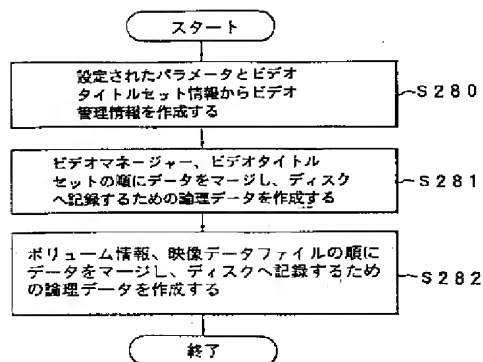 スタート
設定されたパラメータとビデオ
タイトルセット情報からビデオ
管理情報を作成する
S280
ビデオマネージャー、ビデオタイトル
セットの順にデータをマージし、ディスク
へ記録するための論理データを作成する
S281
ボリューム情報、映像データファイルの順に
データをマージし、ディスクへ記録するため
の論理データを作成する
S282
終了